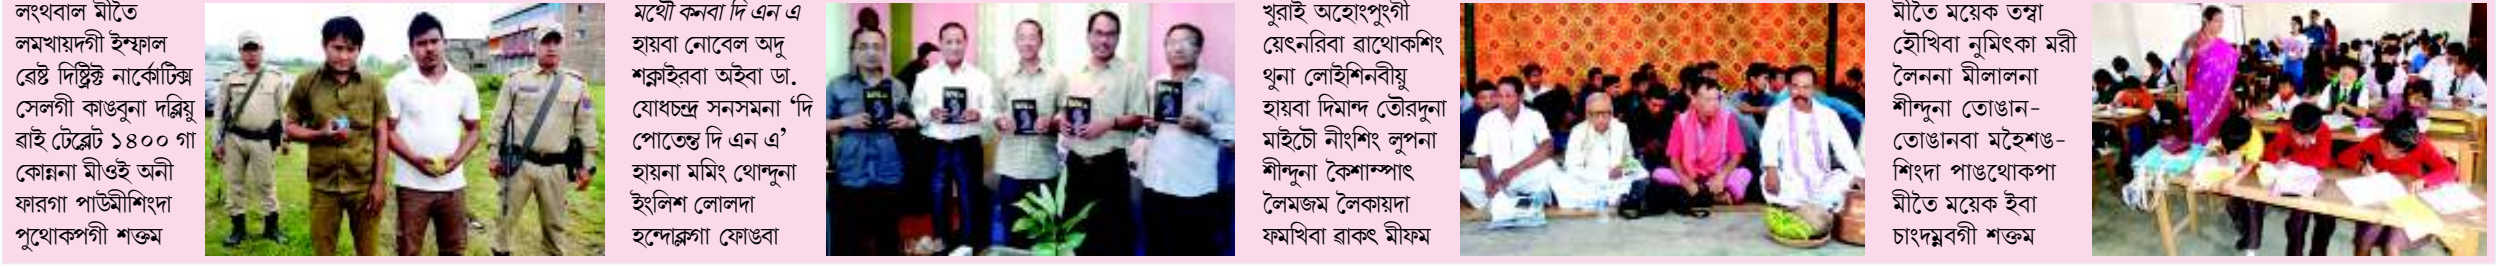 লংথবাল মীতৈ
লমখায়দগী ইম্ফাল
ৱেষ্ট দিষ্ট্রিক্ট নার্কোটিক্স
সেলগী কাঙবুনা দব্লিয়ু
ৱাই টেব্লেট ১৪০০ গা
কোন্ননা মীওই অনী
ফারগা পাউমীশিংদা
পুথোকপগী শক্তম
মথৌ কনবা দি এন এ
হায়বা নোবেল অদু
শক্লাইরবা অইবা ডা.
যোধচন্দ্র সনসমনা ‘দি
পোতেন্ত দি এন এ’
হায়না মমিং থোন্দুনা
ইংলিশ লোলদা
হন্দোক্লগা ফোঙবা
খুরাই অহোংপুংগী
য়েৎনরিবা ৱাথোকশিং
থুনা লোইশিনবীয়ু
হায়বা দিমান্দ তৌরদুনা
মাইচৌ নীংশিং লুপনা
শীন্দুনা কৈশাম্পাৎ
লৈমজম লৈকায়দা
ফমখিবা ৱাকৎ মীফম
মীতৈ ময়েক তম্বা
হৌখিবা নুমিৎকা মরী
লৈননা মীলালনা
শীন্দুনা তোঙান-
তোঙানবা মহৈশঙ-
শিংদা পাঙথোকপা
মীতৈ ময়েক ইবা
চাংদম্নবগী শক্তম